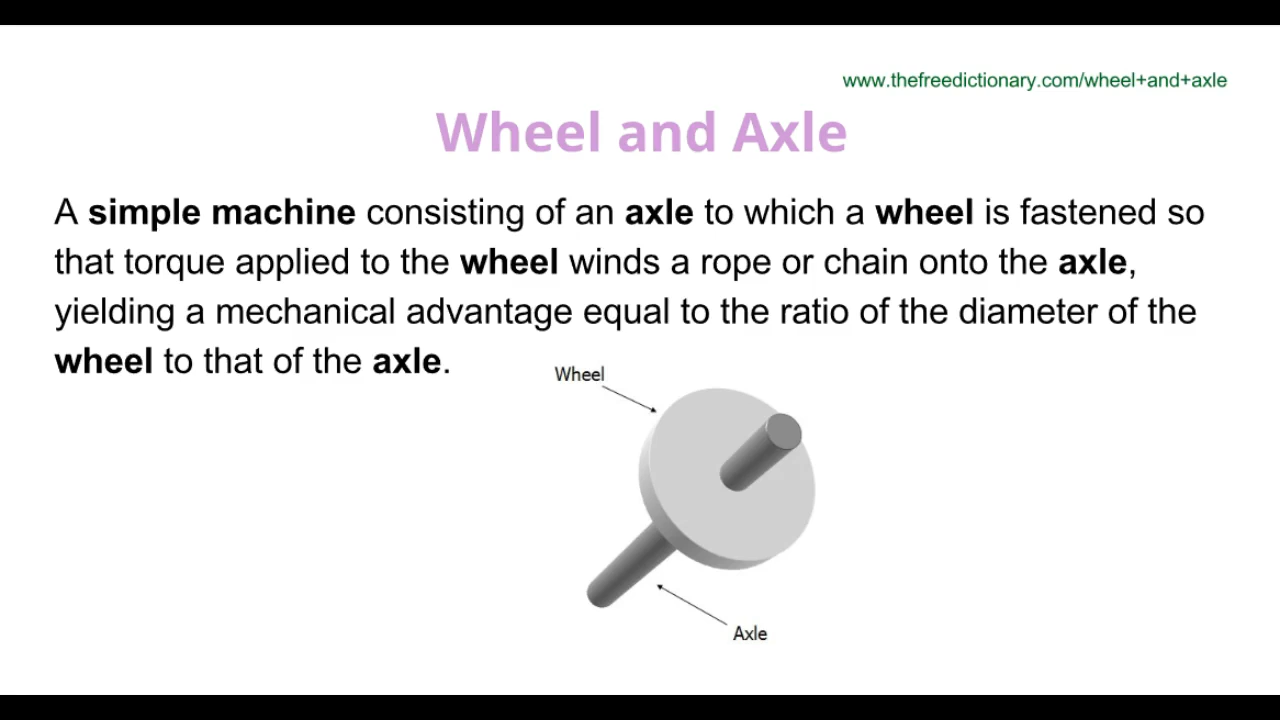 www.thefreedictionary.com/wheel+and+axle
Wheel and Axle
A simple machine consisting of an axle to which a wheel is fastened so
that torque applied to the wheel winds a rope or chain onto the axle,
yielding a mechanical advantage equal to the ratio of the diameter of the
wheel to that of the axle.
Wheel
Axle